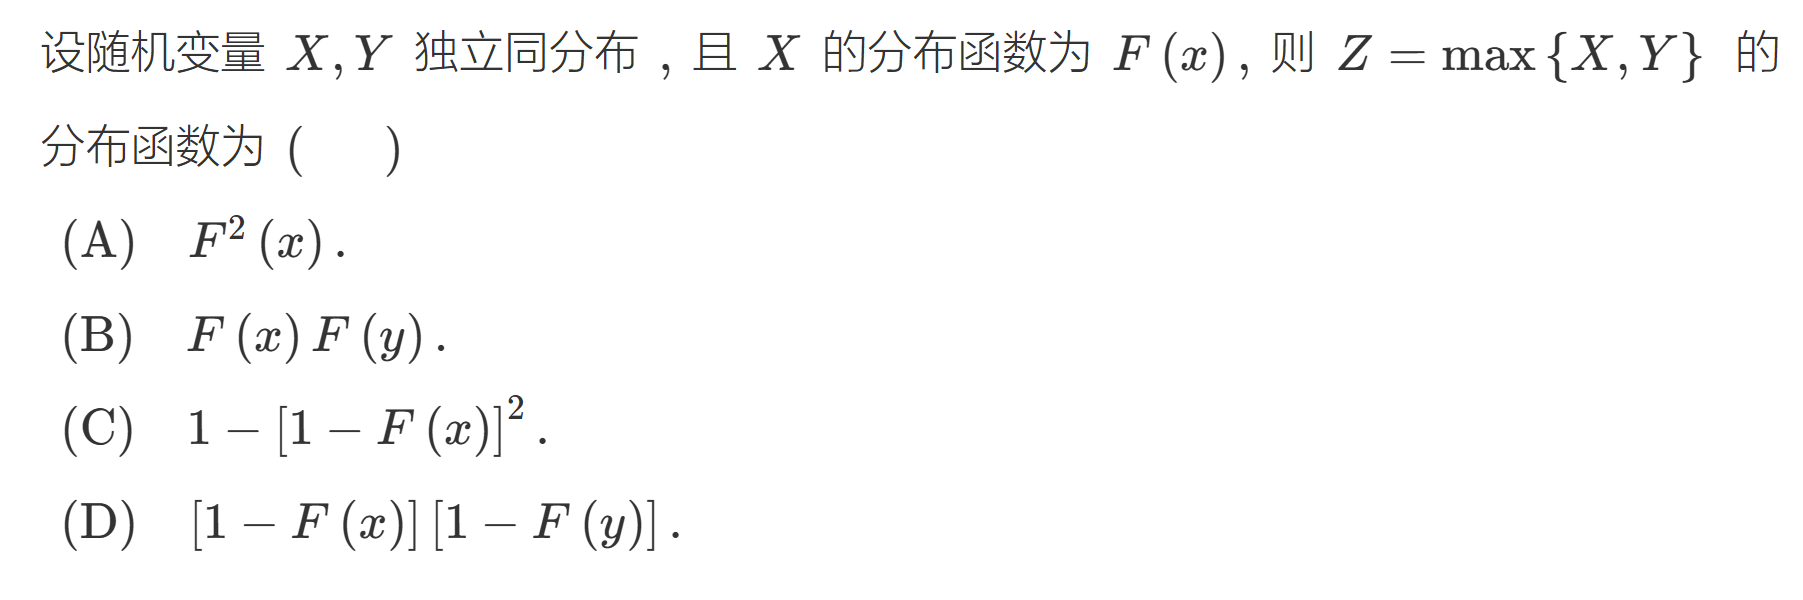 设随机变量 X, Y 独立同分布，且 X 的分布函数为 F (x), 则 Z = max {X, Y} 的
分布函数为 (  )
(A) F² (x).
(B) F (x) F (y).
(C) 1 − [1 − F (x)]².
(D) [1 − F (x)] [1 − F (y)].